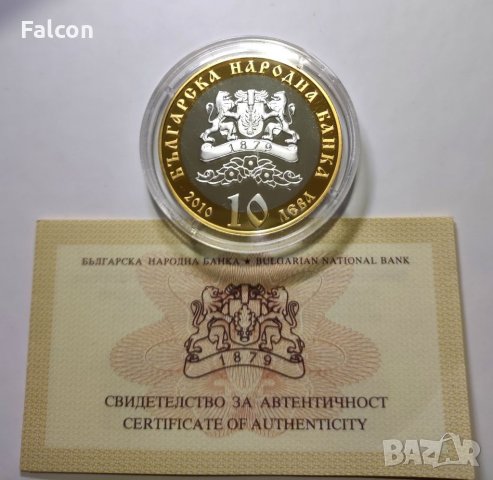 Falcon
БЪЛГАРСКА НАРОДНА БАНКА
1879
2010 10 ЛЕВА
БЪЛГАРСКА НАРОДНА БАНКА ★ BULGARIAN NATIONAL BANK
1879
СВИДЕТЕЛСТВО ЗА АВТЕНТИЧНОСТ
CERTIFICATE OF AUTHENTICITY
BAZAR